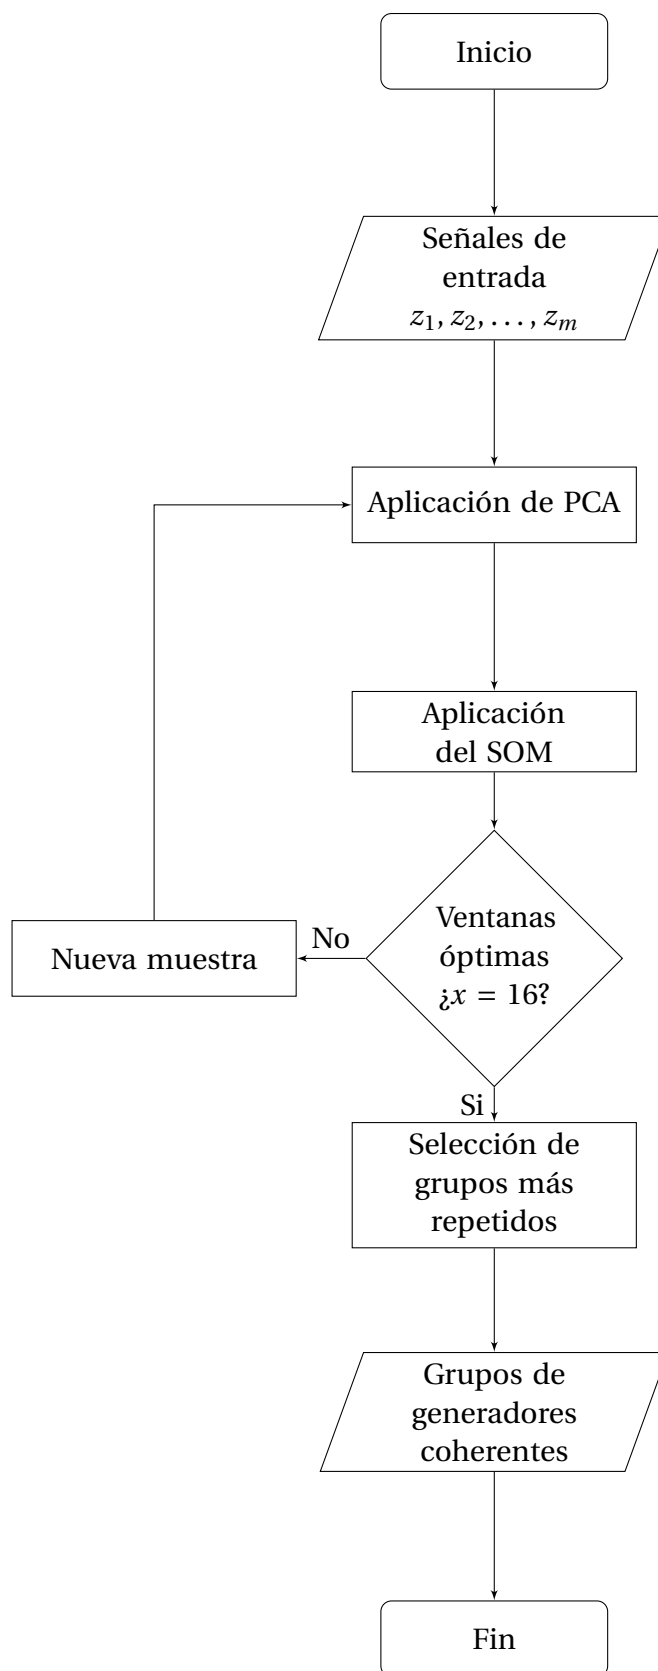 Inicio
Señales de
entrada
z₁, z₂, . . . , zₘ
Aplicación de PCA
Aplicación
del SOM
Ventanas
óptimas
¿x = 16?
No
Nueva muestra
Si
Selección de
grupos más
repetidos
Grupos de
generadores
coherentes
Fin